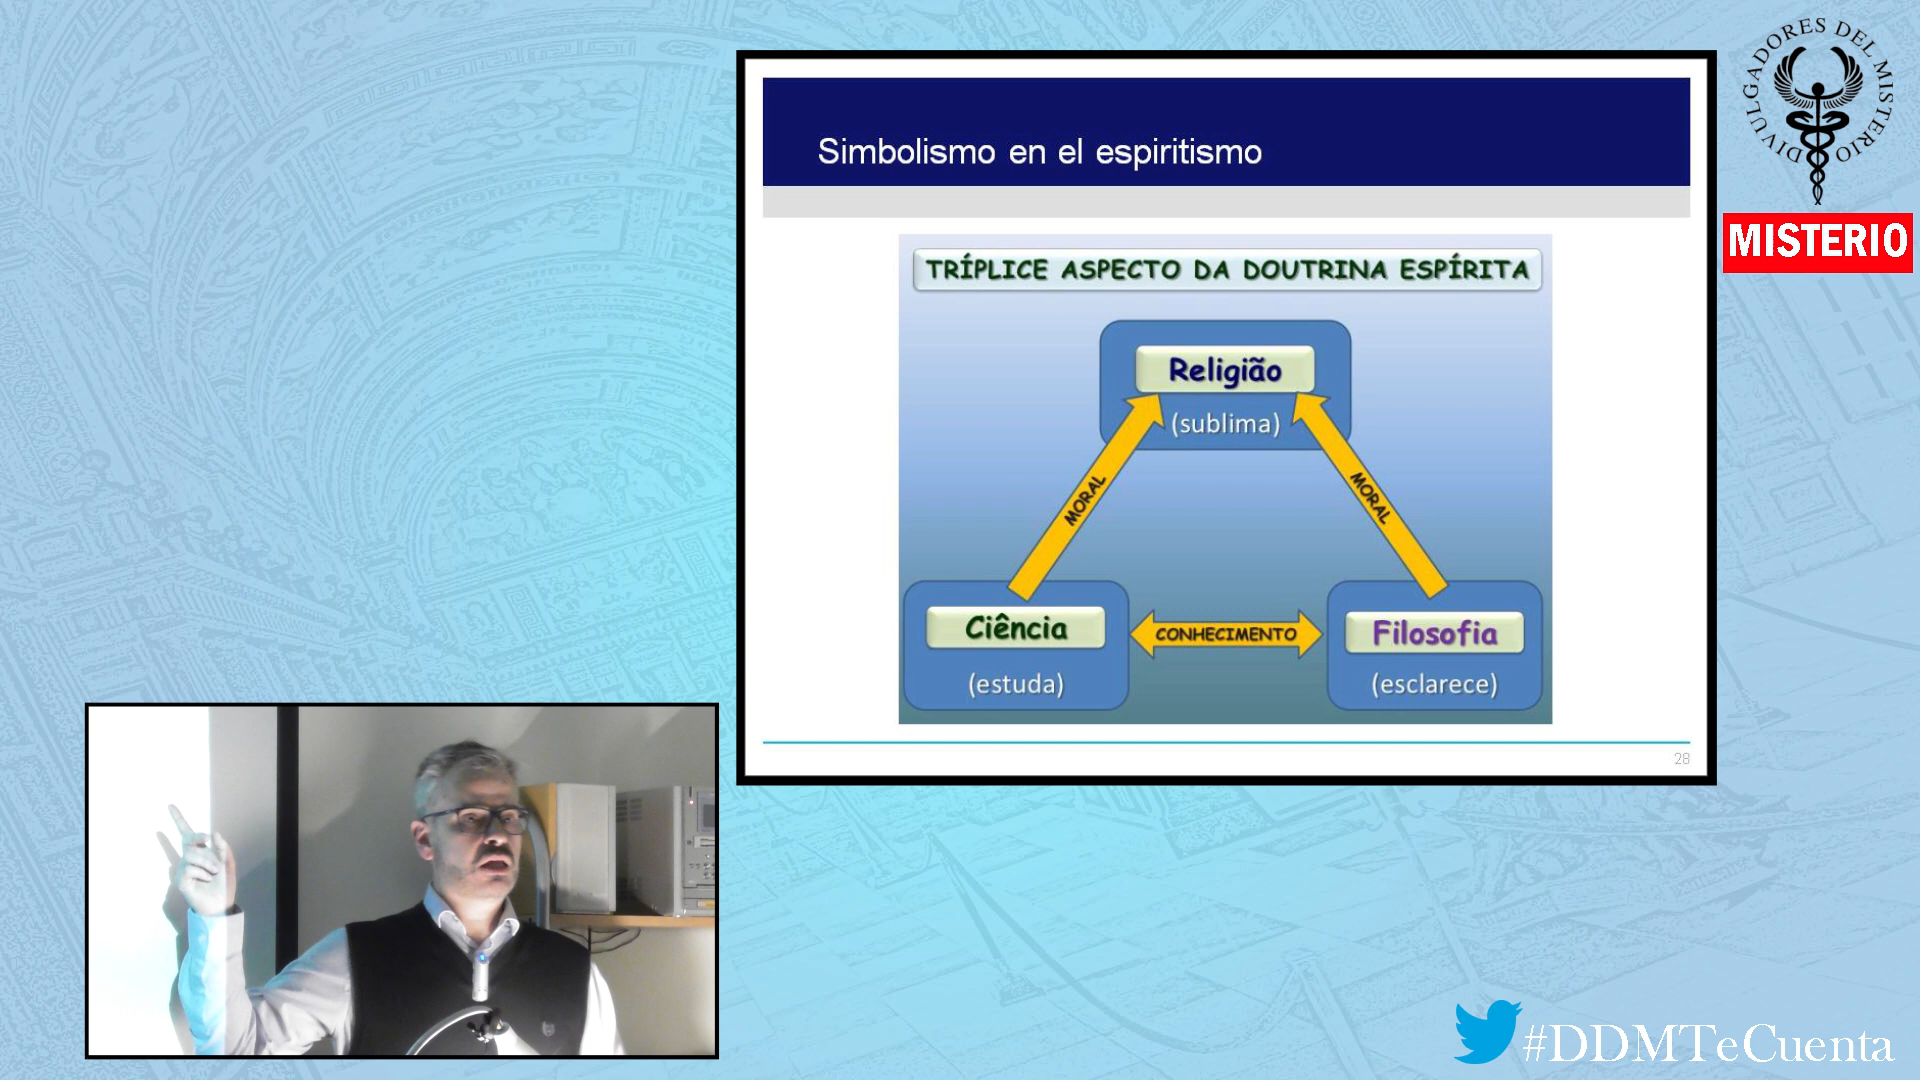 Simbolismo en el espiritismo
TRÍPLICE ASPECTO DA DOUTRINA ESPÍRITA
Religião
(sublima)
MORAL
MORAL
Ciência
(estuda)
CONHECIMENTO
Filosofia
(esclarece)
28
DIVULGADORES DEL MISTERIO
MISTERIO
#DDMTeCuenta